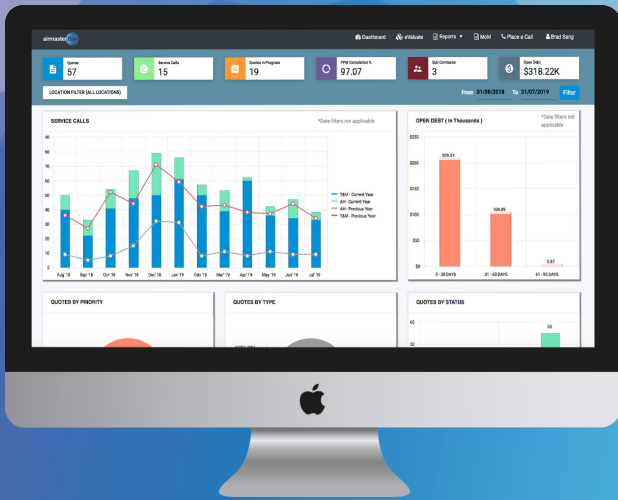 airmaster
Dashboard eValuate Reports MoM Place a Call Brad Sang
Quotes
57
Service Calls
15
Quotes In Progress
19
PPM Completion %
97.07
Sub Contractor
3
Open Debt
$318.22K
LOCATION FILTER (ALL LOCATIONS)
From 01/08/2018 To 31/07/2019 Filter
SERVICE CALLS
*Date filters not applicable
90
80
70
60
50
40
30
20
10
0
Aug' 18 Sep' 18 Oct' 18 Nov' 18 Dec' 18 Jan' 19 Feb' 19 Mar' 19 Apr' 19 May' 19 Jun' 19 Jul' 19
T&M - Current Year
AH - Current Year
AH - Previous Year
T&M - Previous Year
OPEN DEBT ( In Thousands )
*Date filters not
applicable
$250
$200
$150
$100
$50
$0
209.37
104.89
3.97
0 - 30 DAYS 31 - 60 DAYS 61 - 90 DAYS
QUOTES BY PRIORITY
QUOTES BY TYPE
QUOTES BY STATUS
60
50
55